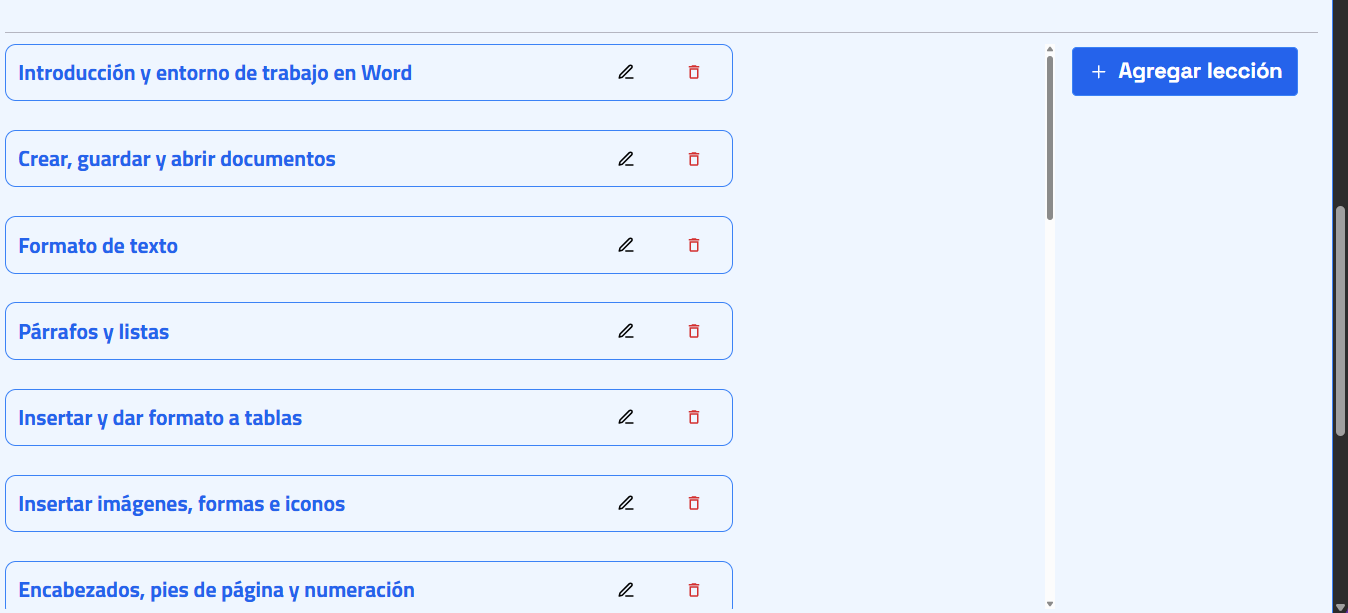 Introducción y entorno de trabajo en Word
+ Agregar lección
Crear, guardar y abrir documentos
Formato de texto
Párrafos y listas
Insertar y dar formato a tablas
Insertar imágenes, formas e iconos
Encabezados, pies de página y numeración